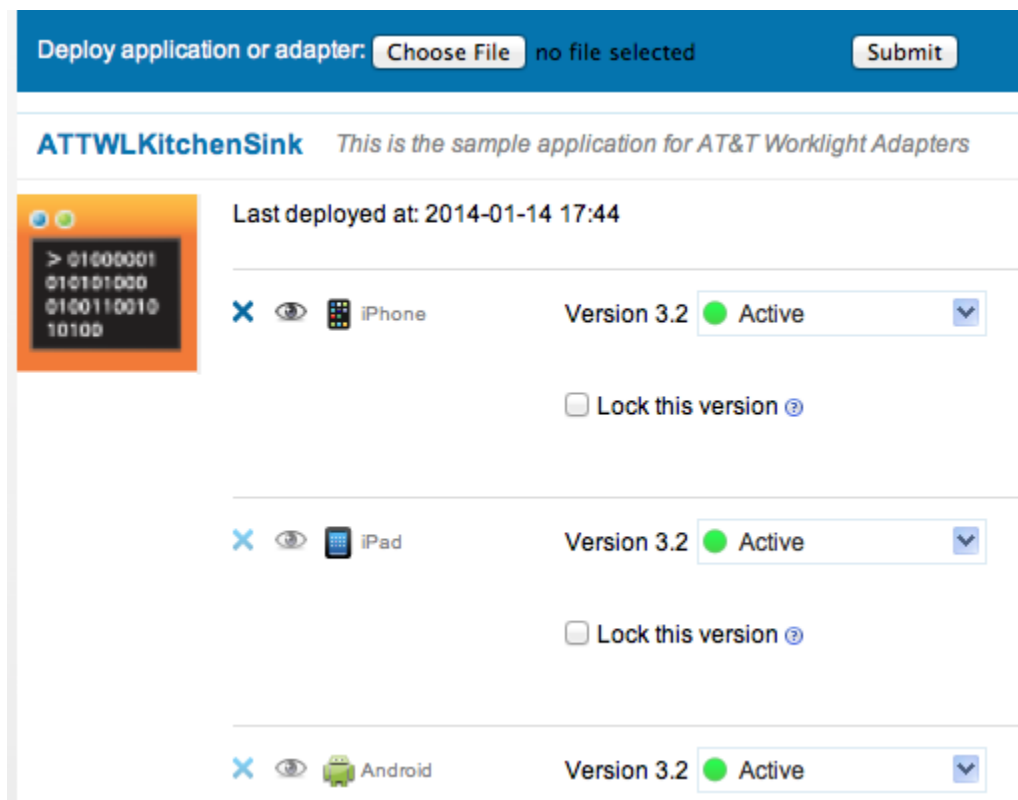 Deploy application or adapter: Choose File no file selected Submit
ATTWLKitchenSink This is the sample application for AT&T Worklight Adapters
> 01000001
010101000
0100110010
10100
Last deployed at: 2014-01-14 17:44
iPhone Version 3.2 Active
Lock this version ?
iPad Version 3.2 Active
Lock this version ?
Android Version 3.2 Active